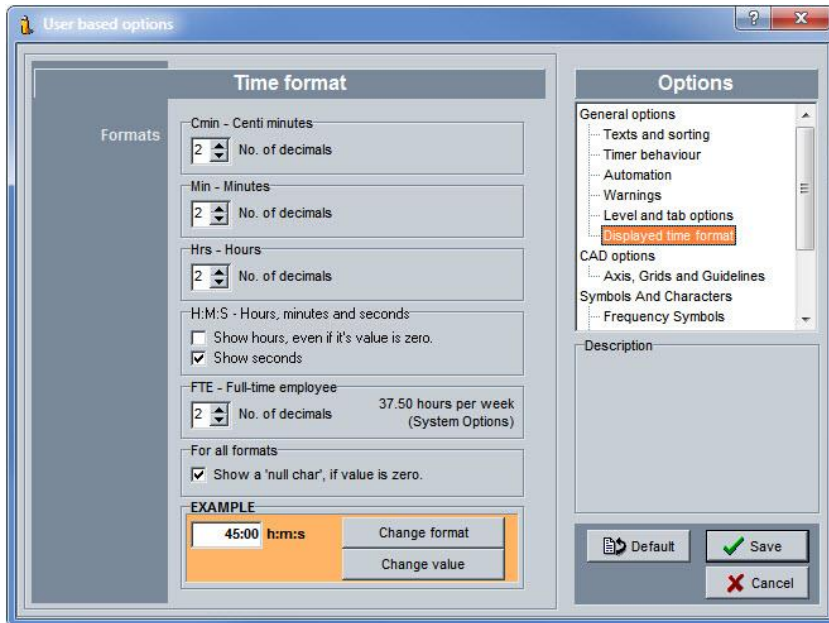 User based options
?
Time format
Formats
Cmin - Centi minutes
2 No. of decimals
Min - Minutes
2 No. of decimals
Hrs - Hours
2 No. of decimals
H:M:S - Hours, minutes and seconds
Show hours, even if it's value is zero.
Show seconds
FTE - Full-time employee
2 No. of decimals
37.50 hours per week
(System Options)
For all formats
Show a 'null char', if value is zero.
EXAMPLE
45:00 h:m:s
Change format
Change value
Options
General options
Texts and sorting
Timer behaviour
Automation
Warnings
Level and tab options
Displayed time format
CAD options
Axis, Grids and Guidelines
Symbols And Characters
Frequency Symbols
Description
Default
Save
Cancel